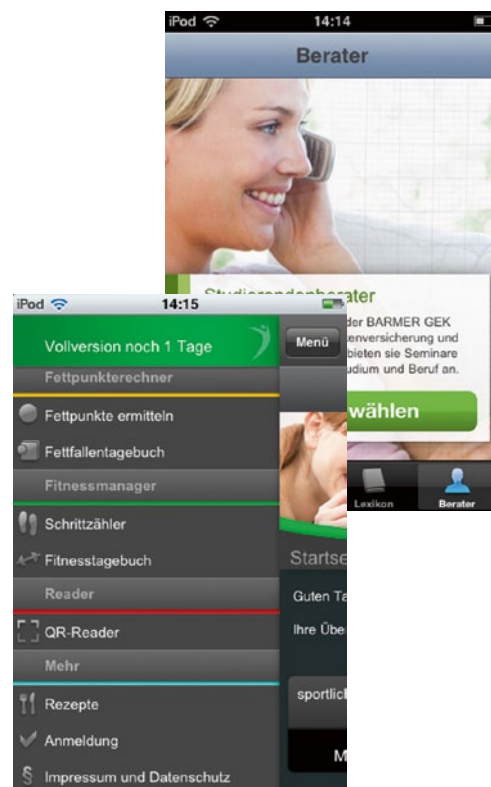 iPod 14:14
Berater
Studierendenberater
der BARMER GEK
enversicherung und
bieten sie Seminare
udium und Beruf an.
wählen
Lexikon Berater
iPod 14:15
Vollversion noch 1 Tage
Menü
Fettpunkterechner
Fettpunkte ermitteln
Fettfallentagebuch
Fitnessmanager
Schrittzähler
Fitnesstagebuch
Reader
QR-Reader
Mehr
Rezepte
Anmeldung
§ Impressum und Datenschutz
Startse
Guten Ta
Ihre Übe
sportlich
M